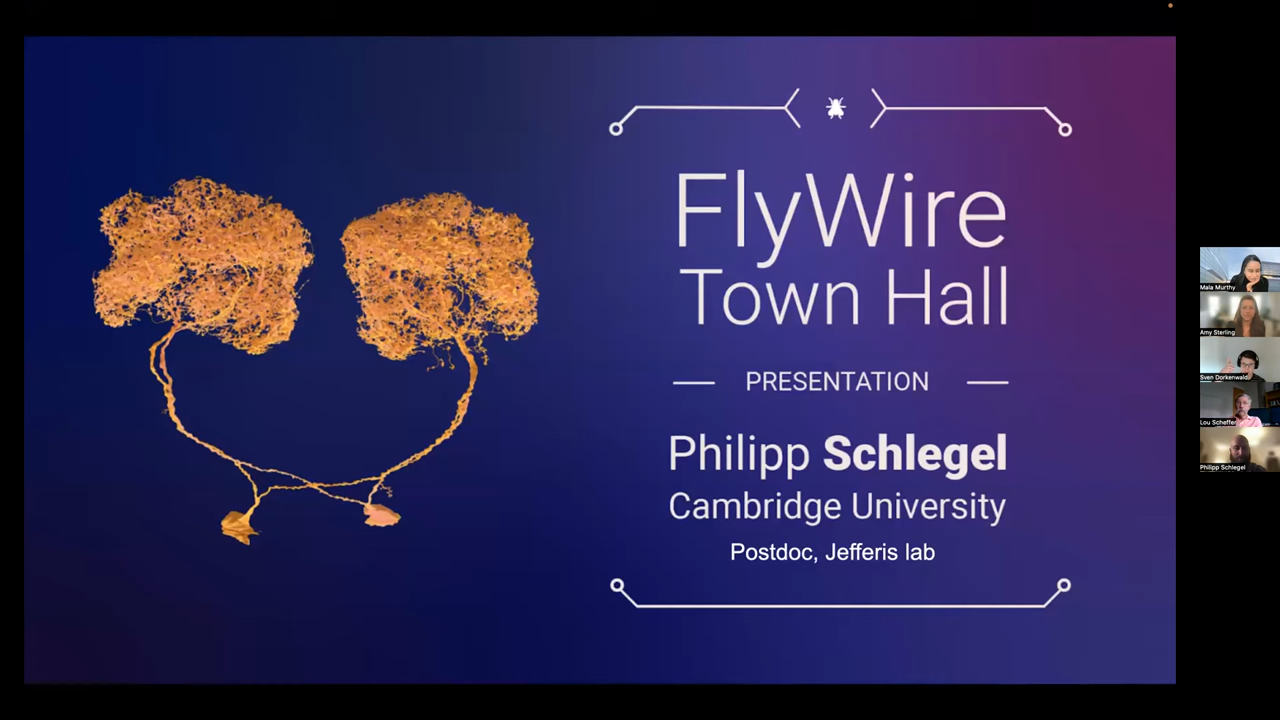 FlyWire
Town Hall
PRESENTATION
Philipp Schlegel
Cambridge University
Postdoc, Jefferis lab
Mala Murthy
Amy Sterling
Sven Dorkenwald
Lou Scheffer
Philipp Schlegel